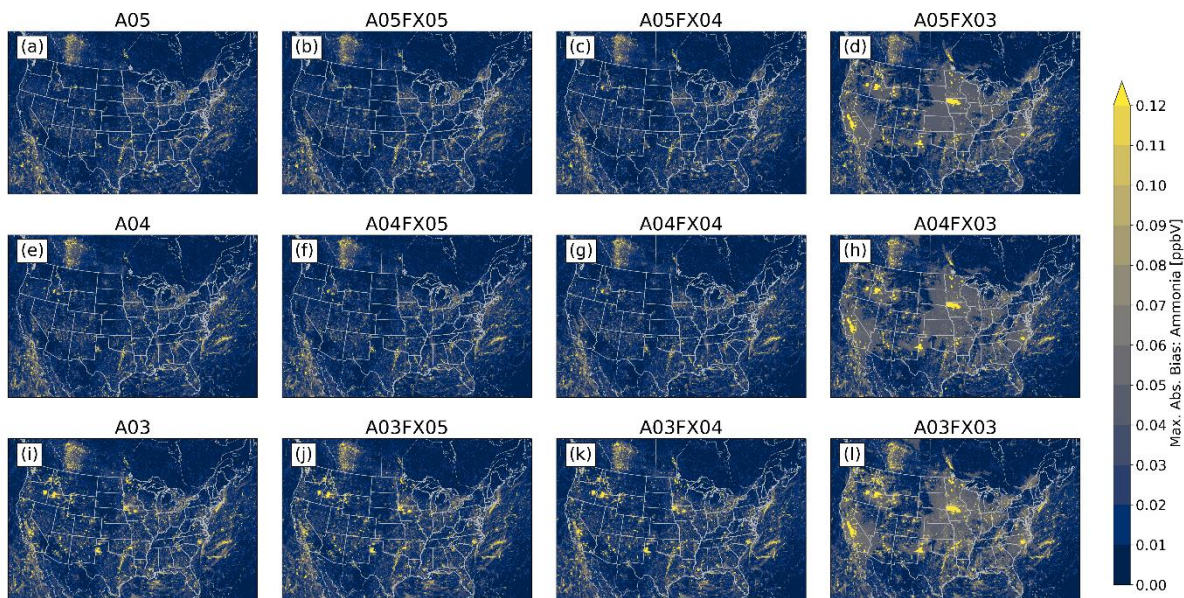 A05
A05FX05
A05FX04
A05FX03
(a)
(b)
(c)
(d)
A04
A04FX05
A04FX04
A04FX03
(e)
(f)
(g)
(h)
A03
A03FX05
A03FX04
A03FX03
(i)
(j)
(k)
(l)
0.12
0.11
0.10
0.09
0.08
0.07
0.06
0.05
0.04
0.03
0.02
0.01
0.00
Max. Abs. Bias: Ammonia [ppbV]